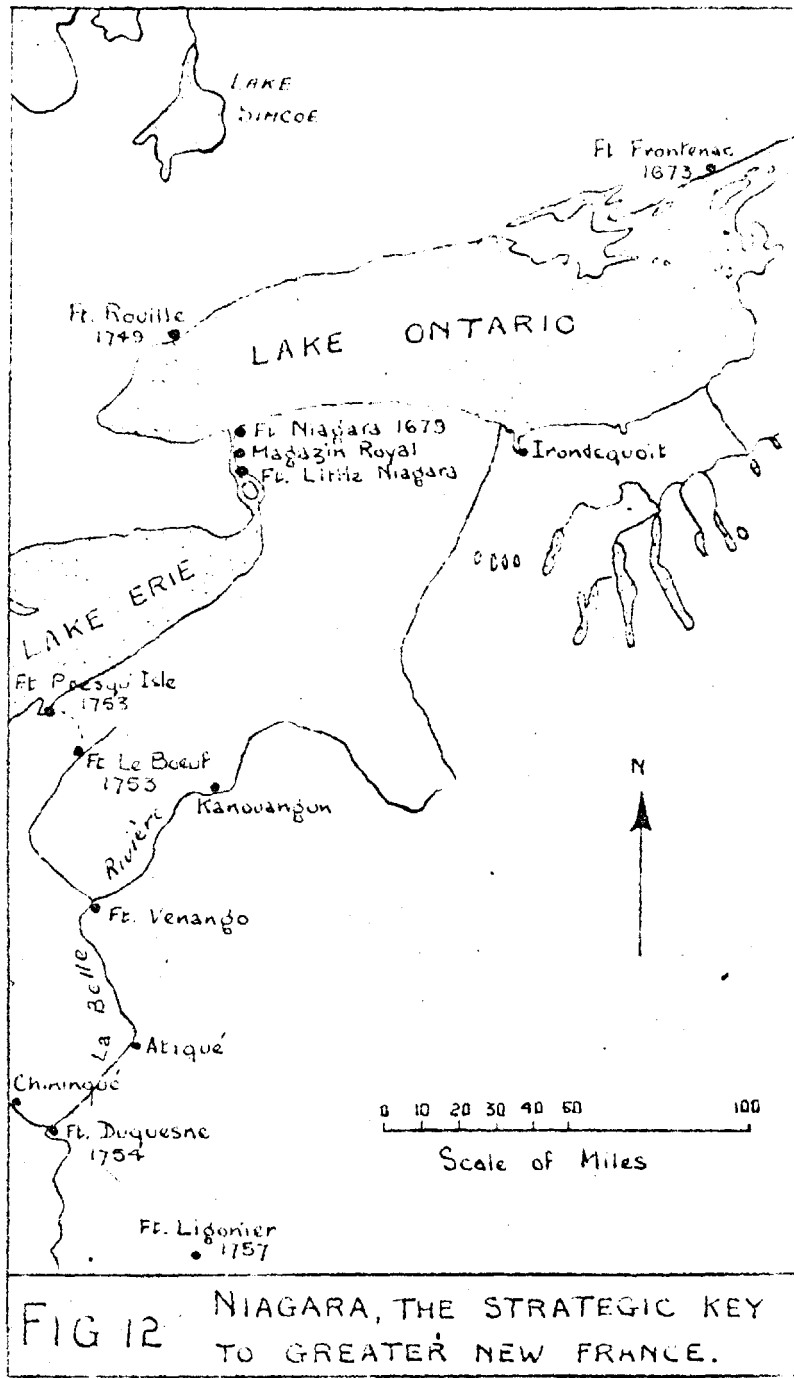 LAKE
SIMCOE
Ft Frontenac
1673
Ft. Rouille
1749
LAKE ONTARIO
Ft Niagara 1679
Magazin Royal
Ft. Little Niagara
Irondequoit
LAKE ERIE
Ft Presqu' Isle
1753
Ft Le Boeuf
1753
Kanouangon
Rivière
Ft. Venango
La Belle
Atiqué
Chininqué
Ft. Duquesne
1754
Ft. Ligonier
1757
N
0 10 20 30 40 50 100
Scale of Miles
FIG 12 NIAGARA, THE STRATEGIC KEY
TO GREATER NEW FRANCE.